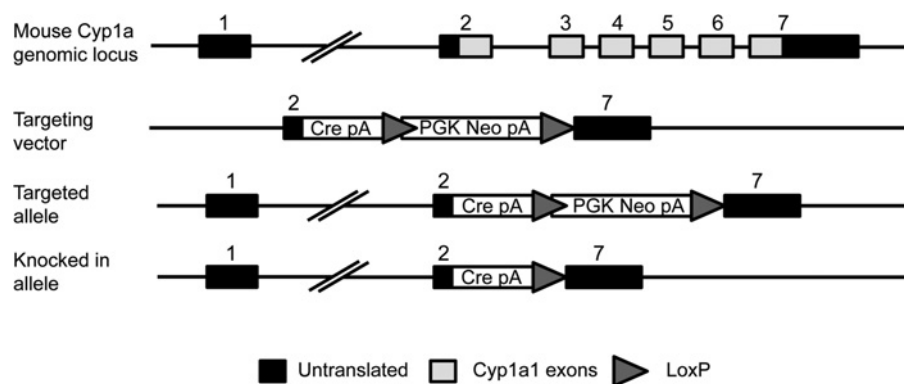 Mouse Cyp1a
genomic locus
1 2 3 4 5 6 7
Targeting
vector
2 7
Cre pA PGK Neo pA
Targeted
allele
1 2 7
Cre pA PGK Neo pA
Knocked in
allele
1 2 7
Cre pA
Untranslated Cyp1a1 exons LoxP